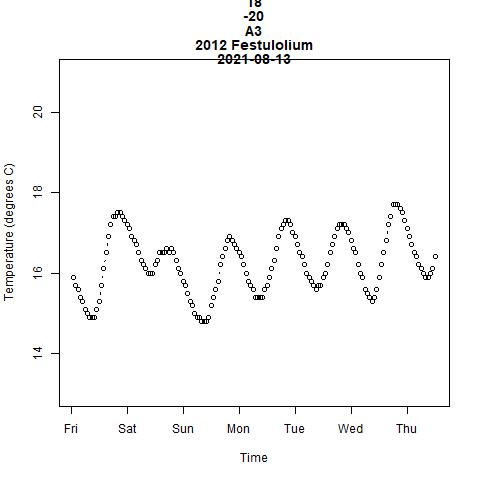 18
-20
A3
2012 Festulolium
2021-08-13
Temperature (degrees C)
20
18
16
14
Fri Sat Sun Mon Tue Wed Thu
Time